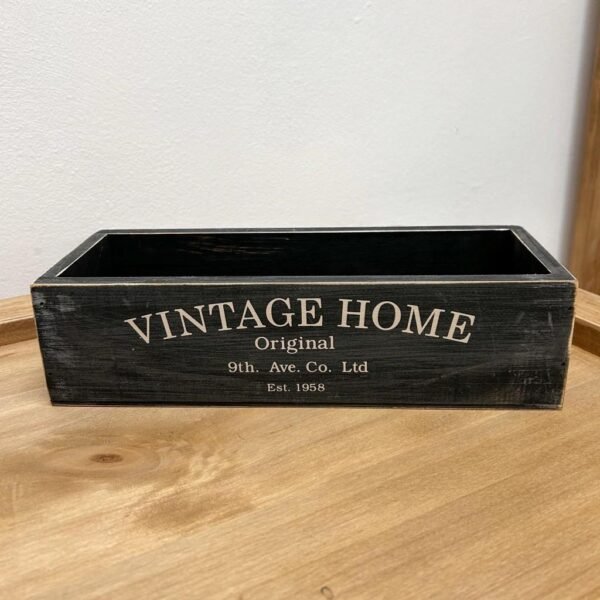 VINTAGE HOME
Original
9th. Ave. Co. Ltd
Est. 1958